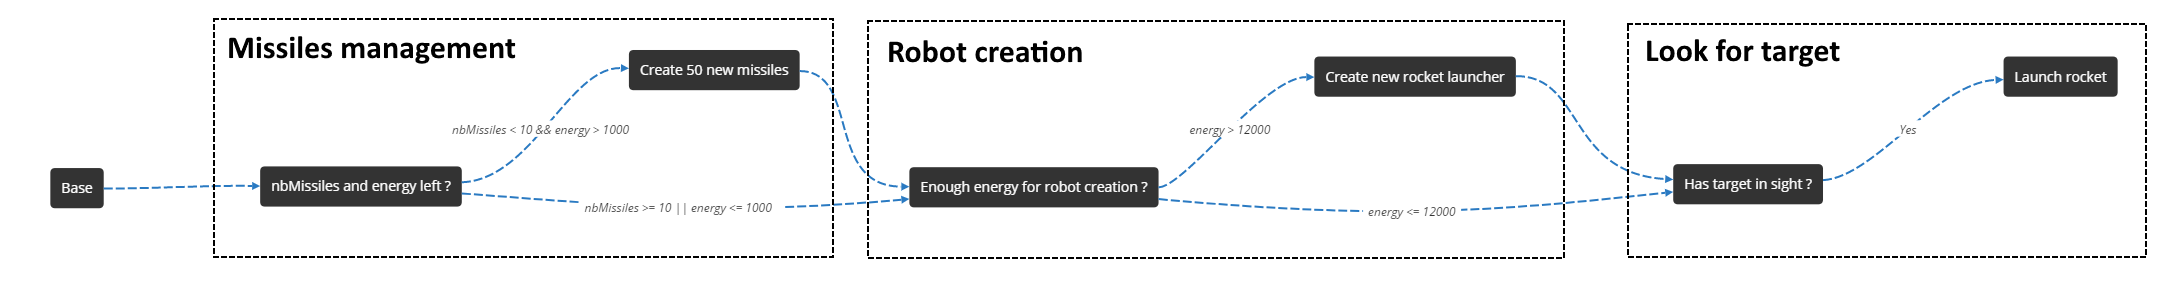 Missiles management
Create 50 new missiles
nbMissiles < 10 && energy > 1000
Base
nbMissiles and energy left ?
nbMissiles >= 10 || energy <= 1000
Robot creation
Create new rocket launcher
energy > 12000
Enough energy for robot creation ?
energy <= 12000
Look for target
Launch rocket
Yes
Has target in sight ?